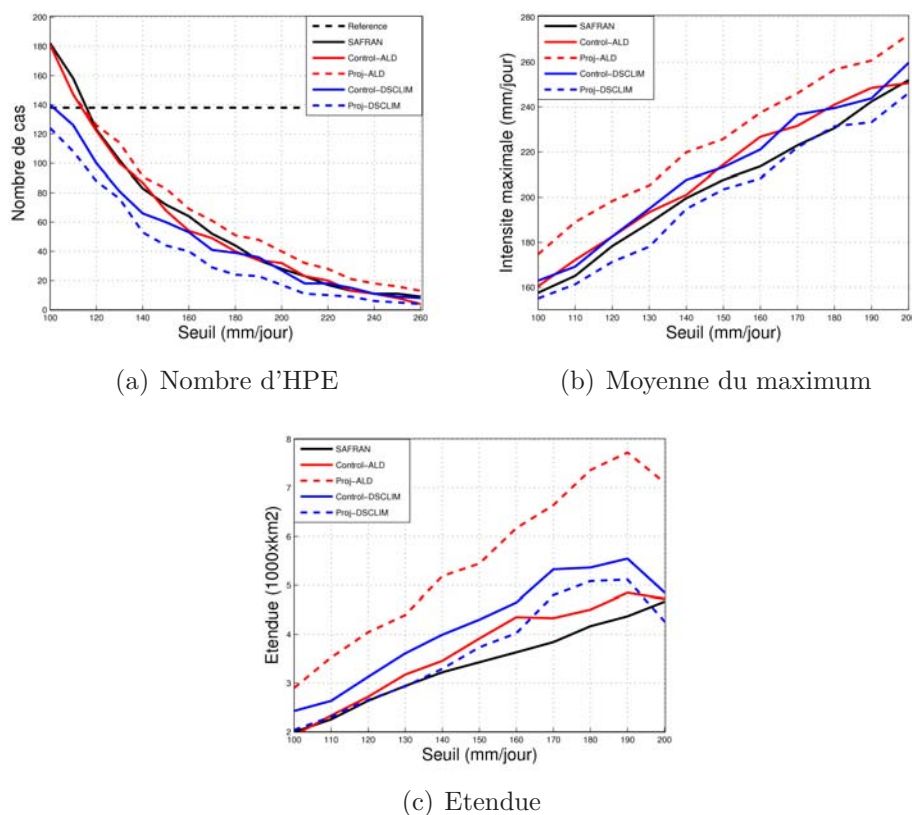 Nombre de cas
200
180
160
140
120
100
80
60
40
20
0
100
120
140
160
180
200
220
240
260
Seuil (mm/jour)
Reference
SAFRAN
Control-ALD
Proj-ALD
Control-DSCLIM
Proj-DSCLIM
(a) Nombre d'HPE
Intensite maximale (mm/jour)
260
240
220
200
180
160
100
110
120
130
140
150
160
170
180
190
200
Seuil (mm/jour)
SAFRAN
Control-ALD
Proj-ALD
Control-DSCLIM
Proj-DSCLIM
(b) Moyenne du maximum
Etendue (1000xkm2)
8
7
6
5
4
3
2
100
110
120
130
140
150
160
170
180
190
200
Seuil (mm/jour)
SAFRAN
Control-ALD
Proj-ALD
Control-DSCLIM
Proj-DSCLIM
(c) Etendue